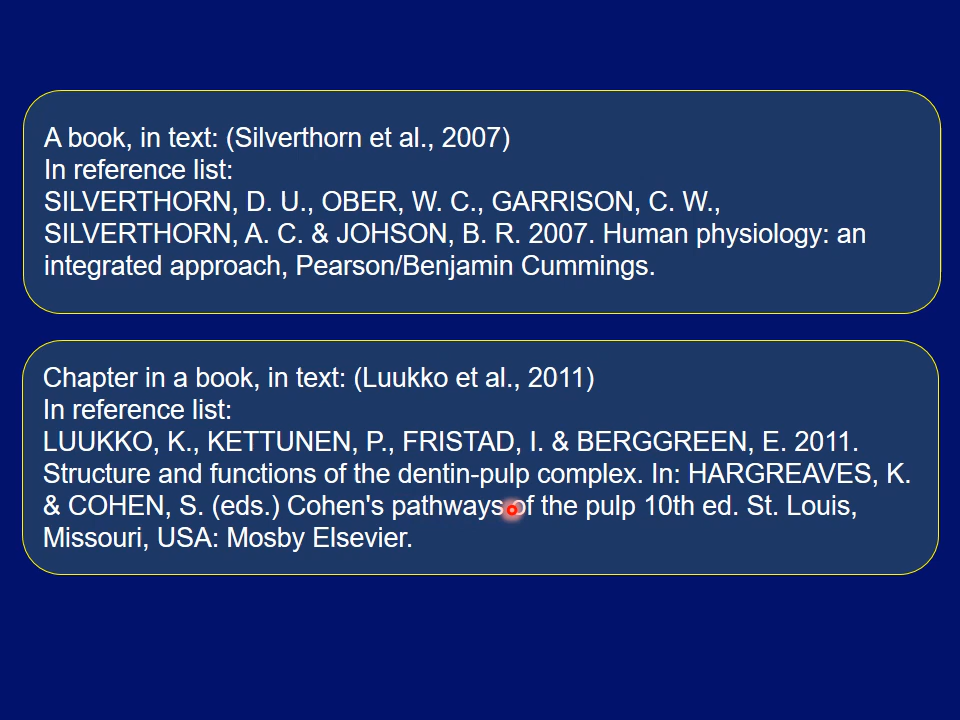 A book, in text: (Silverthorn et al., 2007)
In reference list:
SILVERTHORN, D. U., OBER, W. C., GARRISON, C. W.,
SILVERTHORN, A. C. & JOHSON, B. R. 2007. Human physiology: an
integrated approach, Pearson/Benjamin Cummings.
Chapter in a book, in text: (Luukko et al., 2011)
In reference list:
LUUKKO, K., KETTUNEN, P., FRISTAD, I. & BERGGREEN, E. 2011.
Structure and functions of the dentin-pulp complex. In: HARGREAVES, K.
& COHEN, S. (eds.) Cohen's pathways of the pulp 10th ed. St. Louis,
Missouri, USA: Mosby Elsevier.